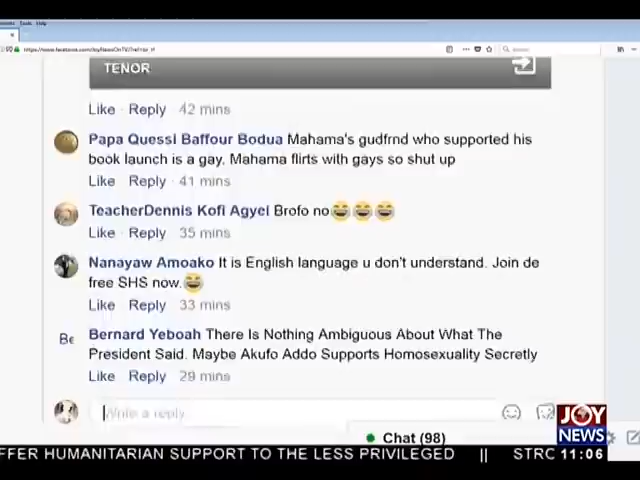 Tools Help
https://www.facebook.com/JoyNewsOnTV/
Search
TENOR
Like · Reply · 42 mins
Papa Quessi Baffour Bodua Mahama's gudfrnd who supported his
book launch is a gay, Mahama flirts with gays so shut up
Like · Reply · 41 mins
TeacherDennis Kofi Agyei Brofo no😂😂😂
Like · Reply · 35 mins
Nanayaw Amoako It is English language u don't understand. Join de
free SHS now.😂
Like · Reply · 33 mins
Be
Bernard Yeboah There Is Nothing Ambiguous About What The
President Said. Maybe Akufo Addo Supports Homosexuality Secretly
Like · Reply · 29 mins
Write a reply
Chat (98)
JOY
NEWS
FFER HUMANITARIAN SUPPORT TO THE LESS PRIVILEGED || STRC 11:06